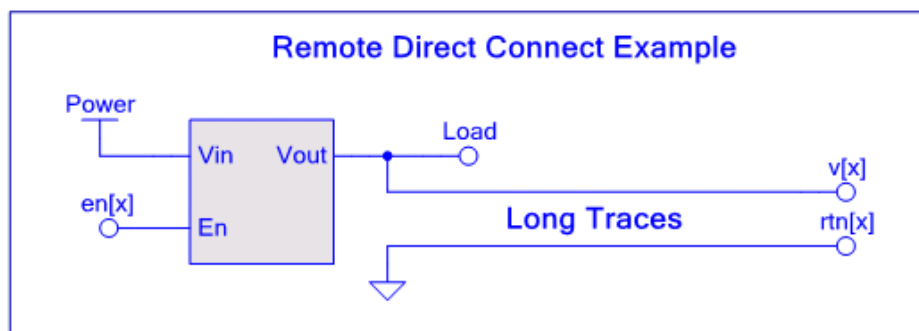 Remote Direct Connect Example
Power
Load
Vin
Vout
v[x]
en[x]
En
Long Traces
rtn[x]